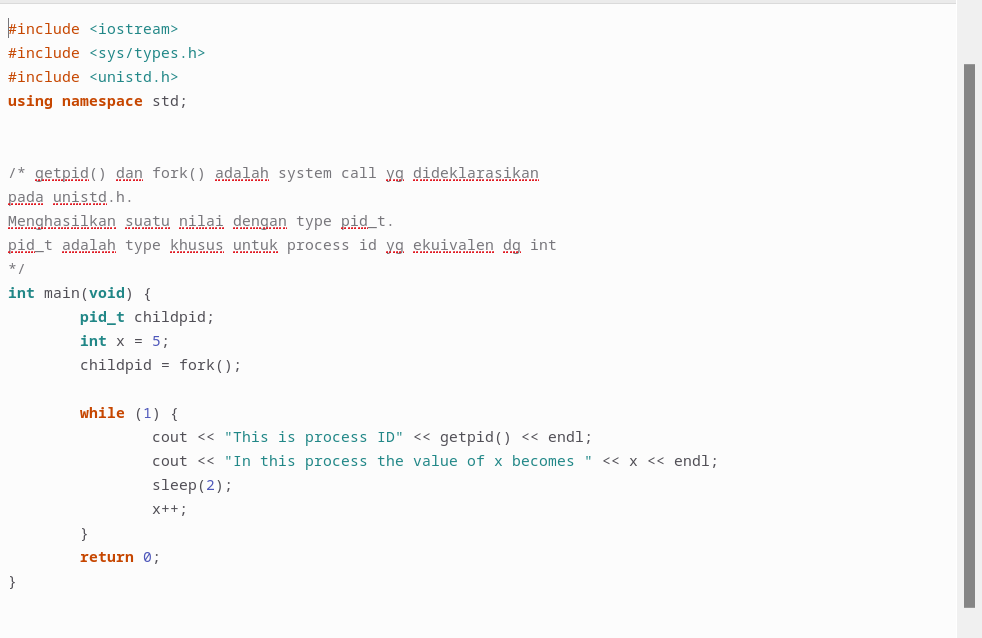 #include <iostream>
#include <sys/types.h>
#include <unistd.h>
using namespace std;
/* getpid() dan fork() adalah system call yg dideklarasikan
pada unistd.h.
Menghasilkan suatu nilai dengan type pid_t.
pid_t adalah type khusus untuk process id yg ekuivalen dg int
*/
int main(void) {
        pid_t childpid;
        int x = 5;
        childpid = fork();
        while (1) {
                cout << "This is process ID" << getpid() << endl;
                cout << "In this process the value of x becomes " << x << endl;
                sleep(2);
                x++;
        }
        return 0;
}